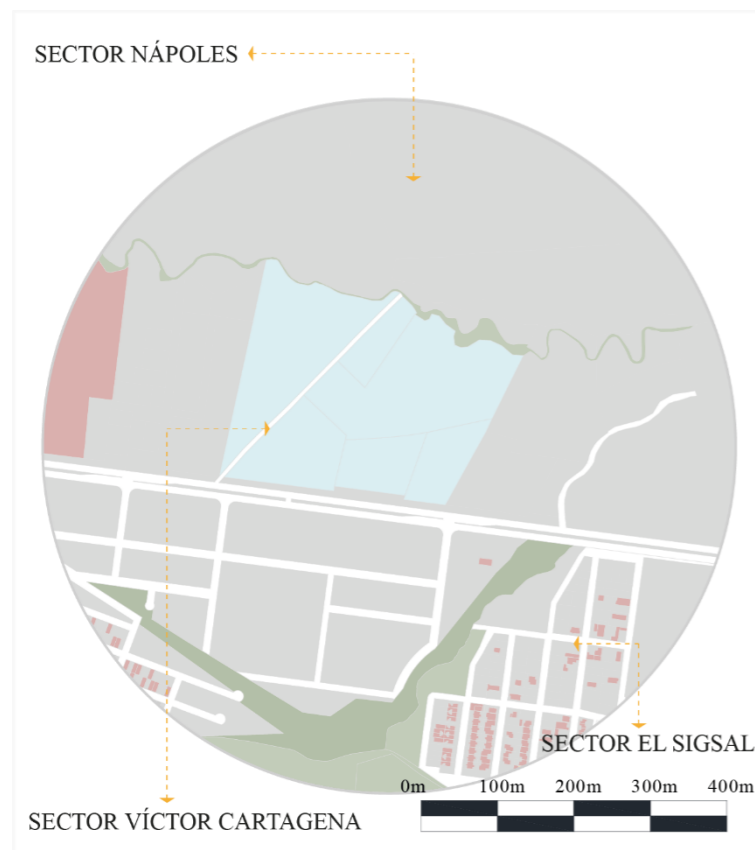 SECTOR NÁPOLES
SECTOR EL SIGSAL
0m 100m 200m 300m 400m
SECTOR VÍCTOR CARTAGENA